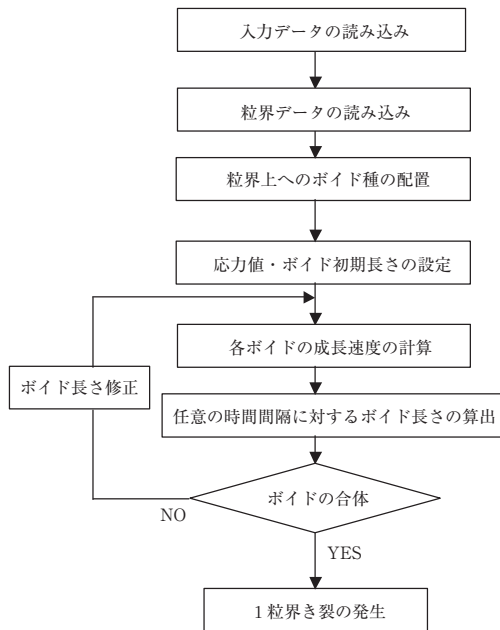 入力データの読み込み
粒界データの読み込み
粒界上へのボイド種の配置
応力値・ボイド初期長さの設定
各ボイドの成長速度の計算
ボイド長さ修正
任意の時間間隔に対するボイド長さの算出
ボイドの合体
NO
YES
1粒界き裂の発生